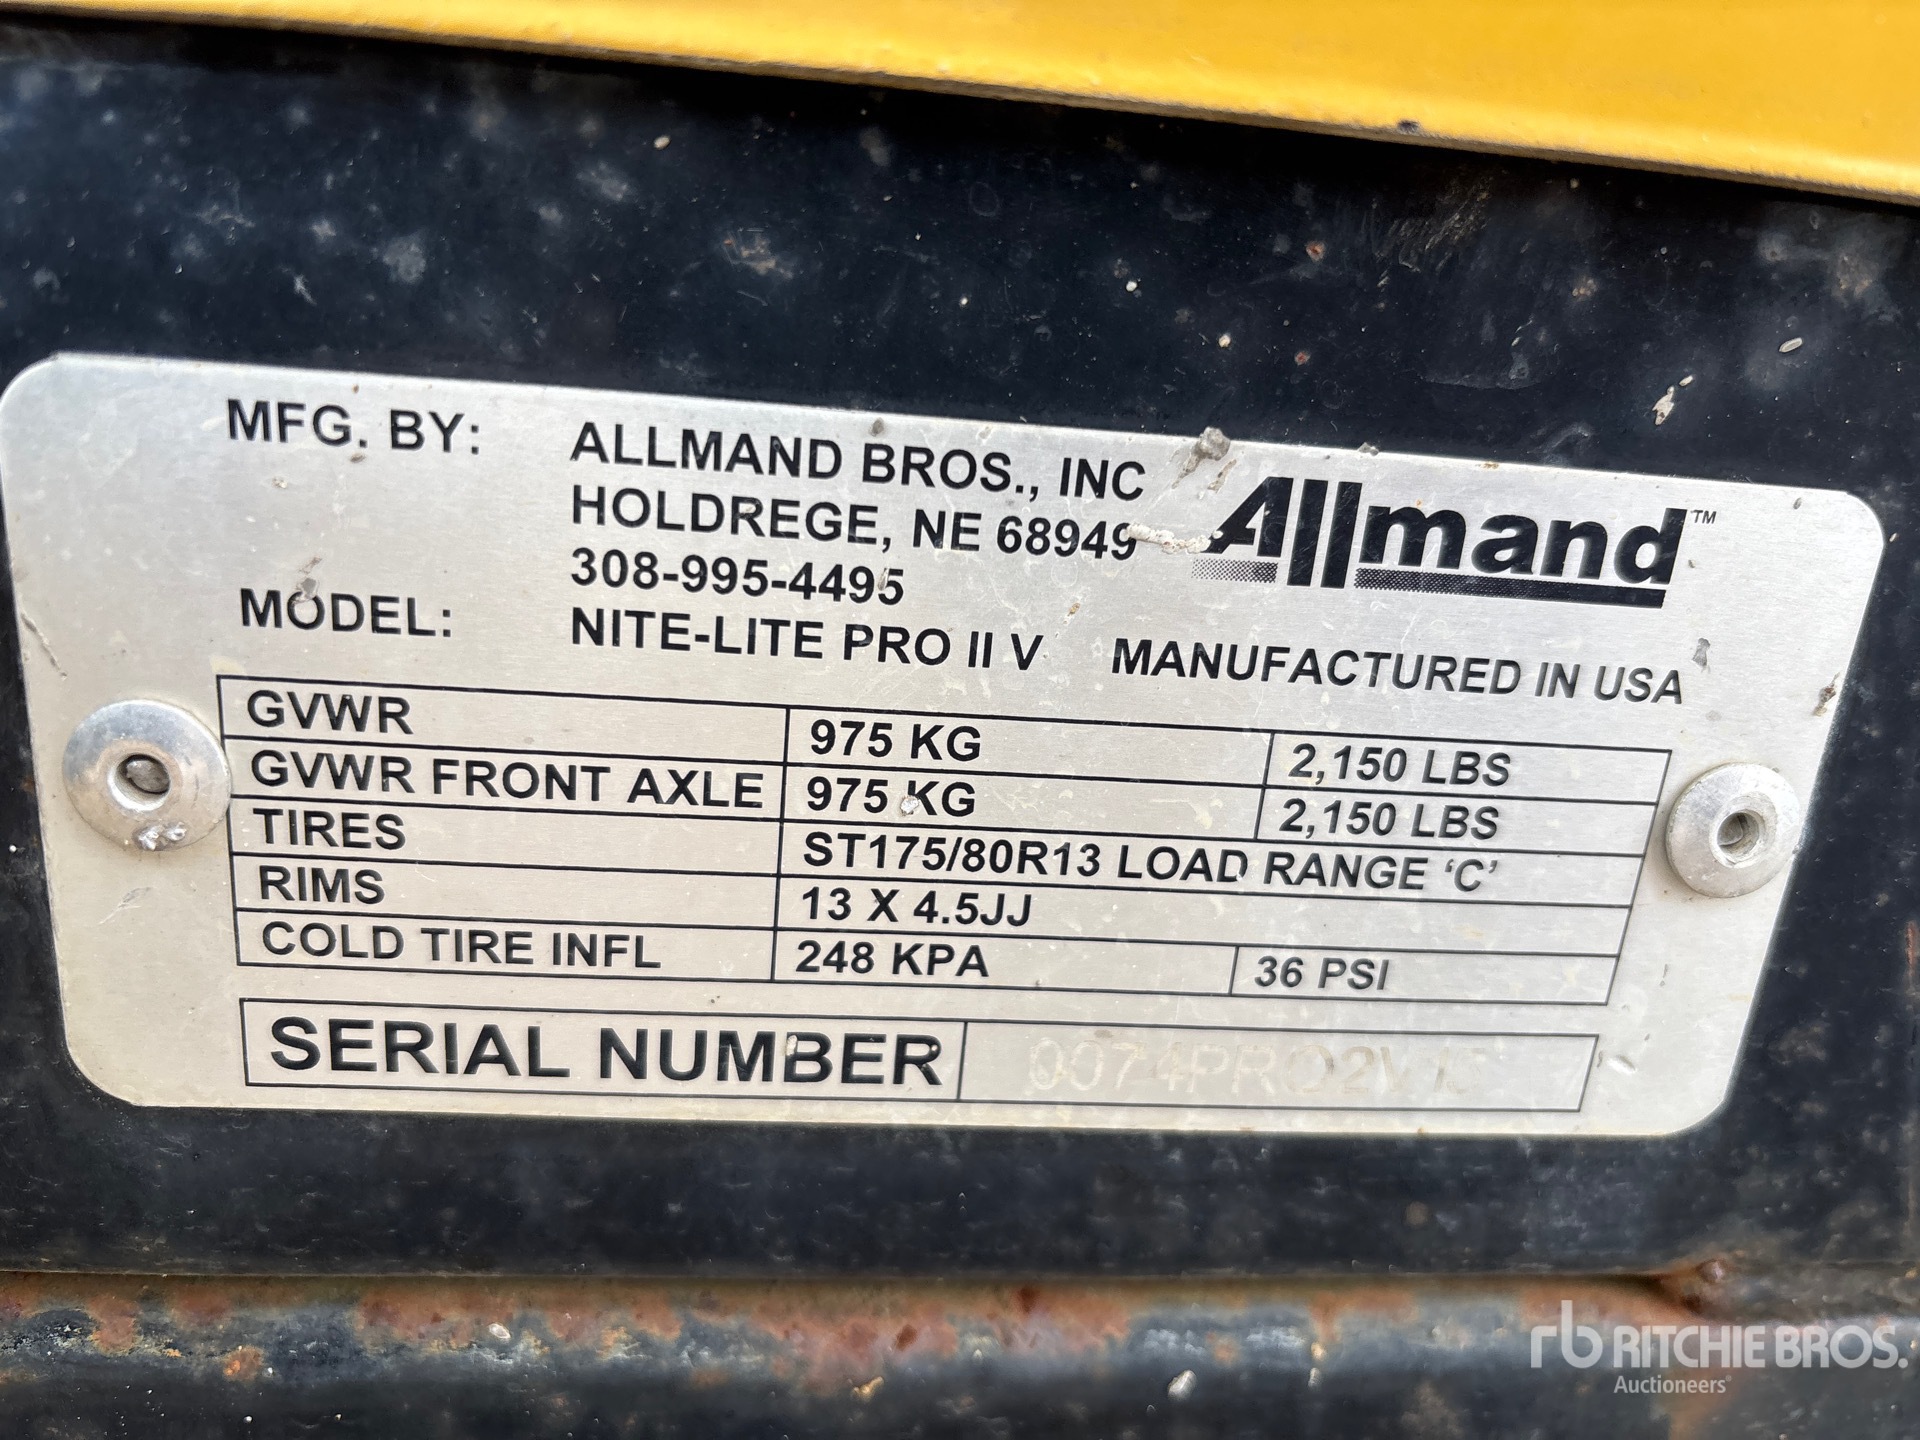 MFG. BY: ALLMAND BROS., INC
HOLDREGE, NE 68949
308-995-4495
Allmand™
MODEL: NITE-LITE PRO II V MANUFACTURED IN USA
GVWR 975 KG 2,150 LBS
GVWR FRONT AXLE 975 KG 2,150 LBS
TIRES ST175/80R13 LOAD RANGE ‘C’
RIMS 13 X 4.5JJ
COLD TIRE INFL 248 KPA 36 PSI
SERIAL NUMBER
rb RITCHIE BROS.
Auctioneers